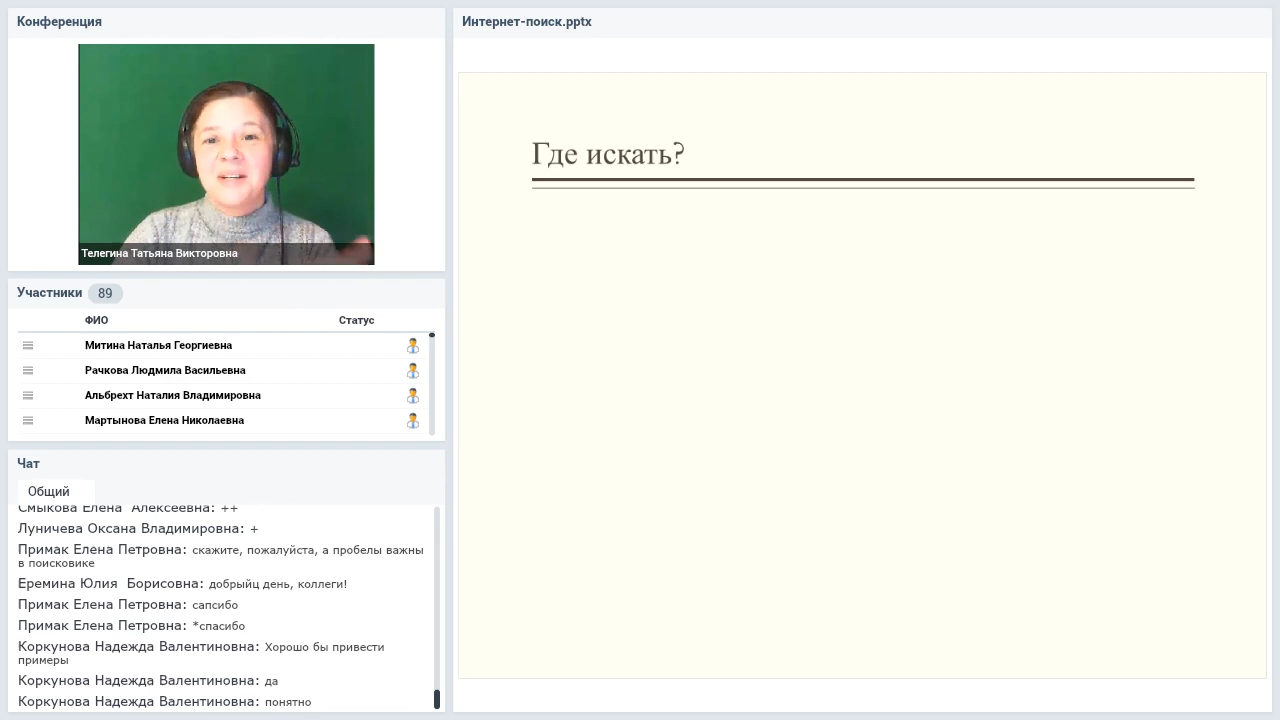 Конференция
Телегина Татьяна Викторовна
Участники 89
ФИО Статус
Митина Наталья Георгиевна
Рачкова Людмила Васильевна
Альбрехт Наталия Владимировна
Мартынова Елена Николаевна
Чат
Общий
Смыкова Елена  Алексеевна: ++
Луничева Оксана Владимировна: +
Примак Елена Петровна: скажите, пожалуйста, а пробелы важны
в поисковике
Еремина Юлия  Борисовна: добрыйц день, коллеги!
Примак Елена Петровна: сапсибо
Примак Елена Петровна: *спасибо
Коркунова Надежда Валентиновна: Хорошо бы привести
примеры
Коркунова Надежда Валентиновна: да
Коркунова Надежда Валентиновна: понятно
Интернет-поиск.pptx
Где искать?